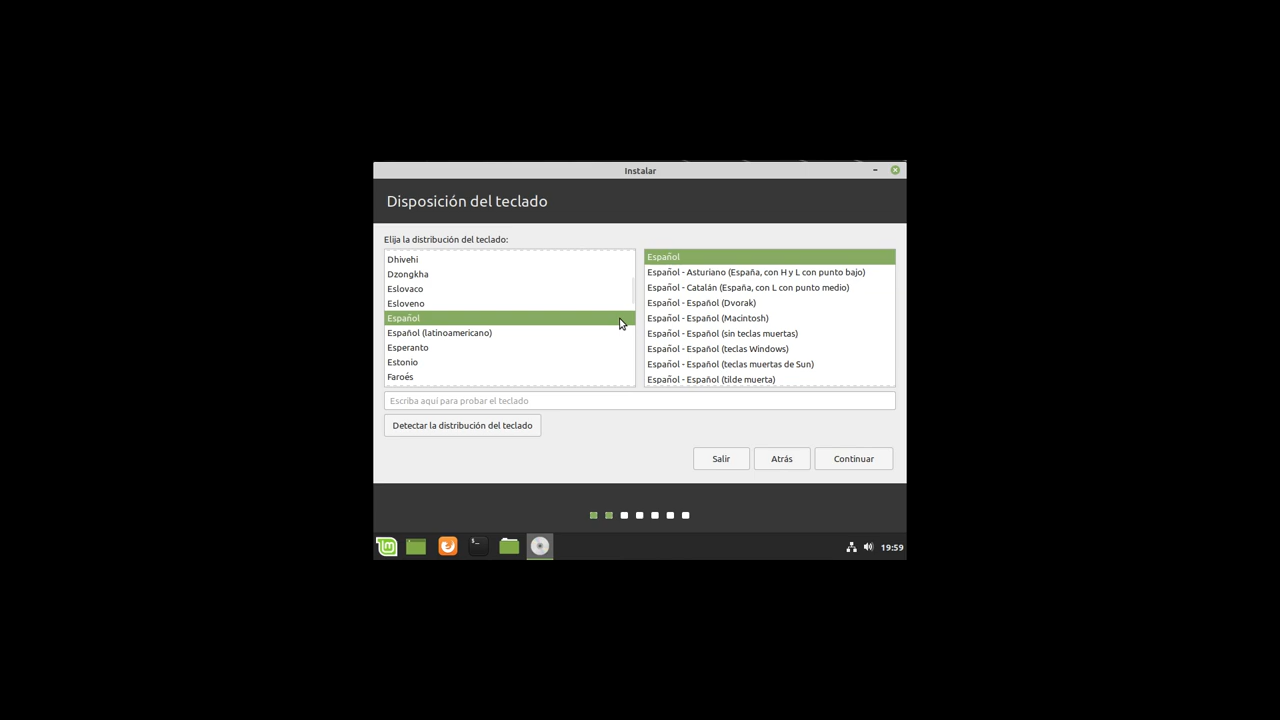 Instalar
Disposición del teclado
Elija la distribución del teclado:
Dhivehi
Dzongkha
Eslovaco
Esloveno
Español
Español (latinoamericano)
Esperanto
Estonio
Faroés
Español
Español - Asturiano (España, con H y L con punto bajo)
Español - Catalán (España, con L con punto medio)
Español - Español (Dvorak)
Español - Español (Macintosh)
Español - Español (sin teclas muertas)
Español - Español (teclas Windows)
Español - Español (teclas muertas de Sun)
Español - Español (tilde muerta)
Escriba aquí para probar el teclado
Detectar la distribución del teclado
Salir
Atrás
Continuar
19:59